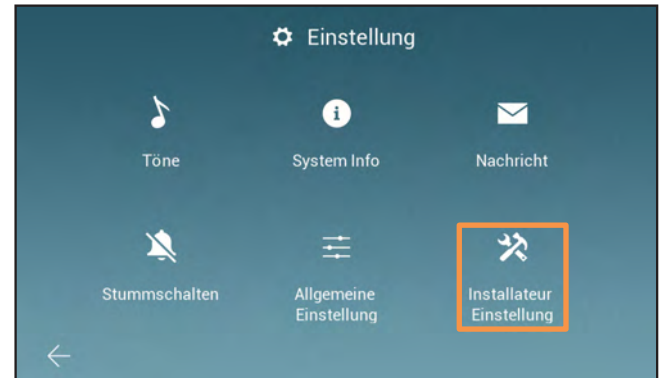 Einstellung
Töne
System Info
Nachricht
Stummschalten
Allgemeine
Einstellung
Installateur
Einstellung